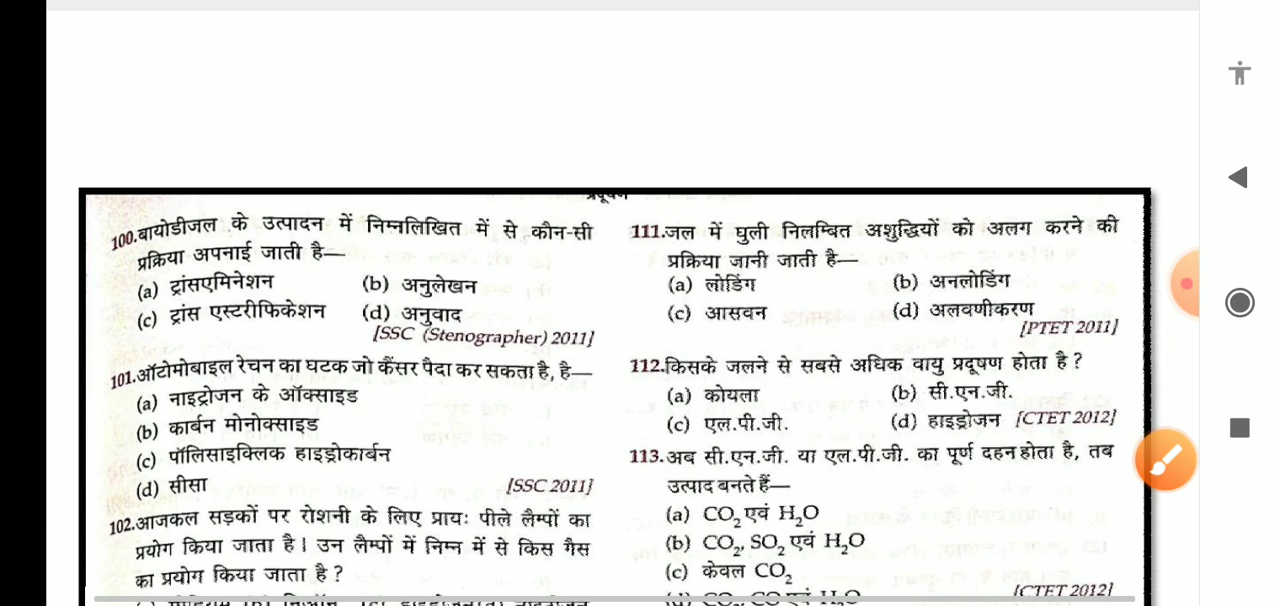 प्रदूषण
100.बायोडीजल के उत्पादन में निम्नलिखित में से कौन-सी
प्रक्रिया अपनाई जाती है—
(a) ट्रांसएमिनेशन (b) अनुलेखन
(c) ट्रांस एस्टरीफिकेशन (d) अनुवाद
[SSC (Stenographer) 2011]
101.ऑटोमोबाइल रेचन का घटक जो कैंसर पैदा कर सकता है, है—
(a) नाइट्रोजन के ऑक्साइड
(b) कार्बन मोनोक्साइड
(c) पॉलिसाइक्लिक हाइड्रोकार्बन
(d) सीसा [SSC 2011]
102.आजकल सड़कों पर रोशनी के लिए प्रायः पीले लैम्पों का
प्रयोग किया जाता है। उन लैम्पों में निम्न में से किस गैस
का प्रयोग किया जाता है ?
111.जल में घुली निलम्बित अशुद्धियों को अलग करने की
प्रक्रिया जानी जाती है—
(a) लोडिंग (b) अनलोडिंग
(c) आसवन (d) अलवणीकरण
[PTET 2011]
112.किसके जलने से सबसे अधिक वायु प्रदूषण होता है ?
(a) कोयला (b) सी.एन.जी.
(c) एल.पी.जी. (d) हाइड्रोजन [CTET 2012]
113.अब सी.एन.जी. या एल.पी.जी. का पूर्ण दहन होता है, तब
उत्पाद बनते हैं—
(a) CO₂ एवं H₂O
(b) CO₂, SO₂ एवं H₂O
(c) केवल CO₂
[CTET 2012]